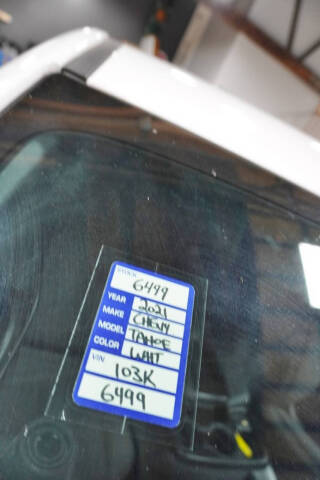 STOCK 6499
YEAR 2021
MAKE CHEVY
MODEL TAHOE
COLOR WHIT
VIN 103K
6499